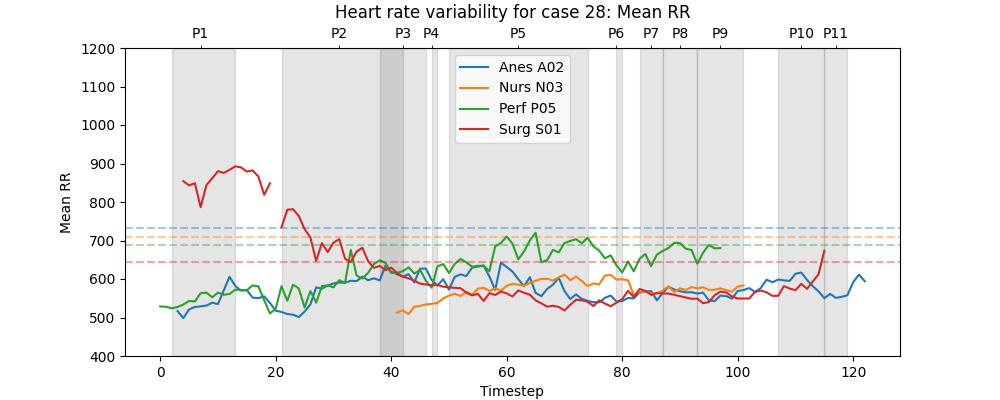 Heart rate variability for case 28: Mean RR
P1 P2 P3 P4 P5 P6 P7 P8 P9 P10 P11
1200
1100
1000
900
800
700
600
500
400
Mean RR
Anes A02
Nurs N03
Perf P05
Surg S01
0 20 40 60 80 100 120
Timestep